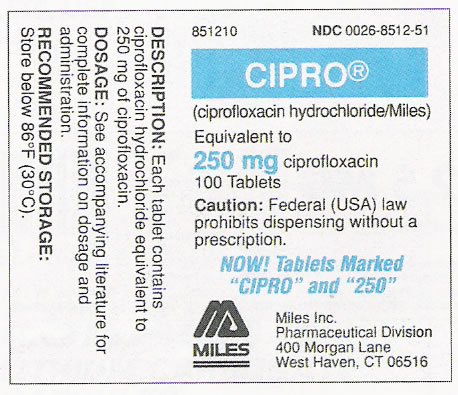 851210 NDC 0026-8512-51
CIPRO®
(ciprofloxacin hydrochloride/Miles)
Equivalent to
250 mg ciprofloxacin
100 Tablets
Caution: Federal (USA) law
prohibits dispensing without a
prescription.
NOW! Tablets Marked
“CIPRO” and “250”
MILES
Miles Inc.
Pharmaceutical Division
400 Morgan Lane
West Haven, CT 06516
DESCRIPTION: Each tablet contains
ciprofloxacin hydrochloride equivalent to
250 mg of ciprofloxacin.
DOSAGE: See accompanying literature for
complete information on dosage and
administration.
RECOMMENDED STORAGE:
Store below 86°F (30°C).